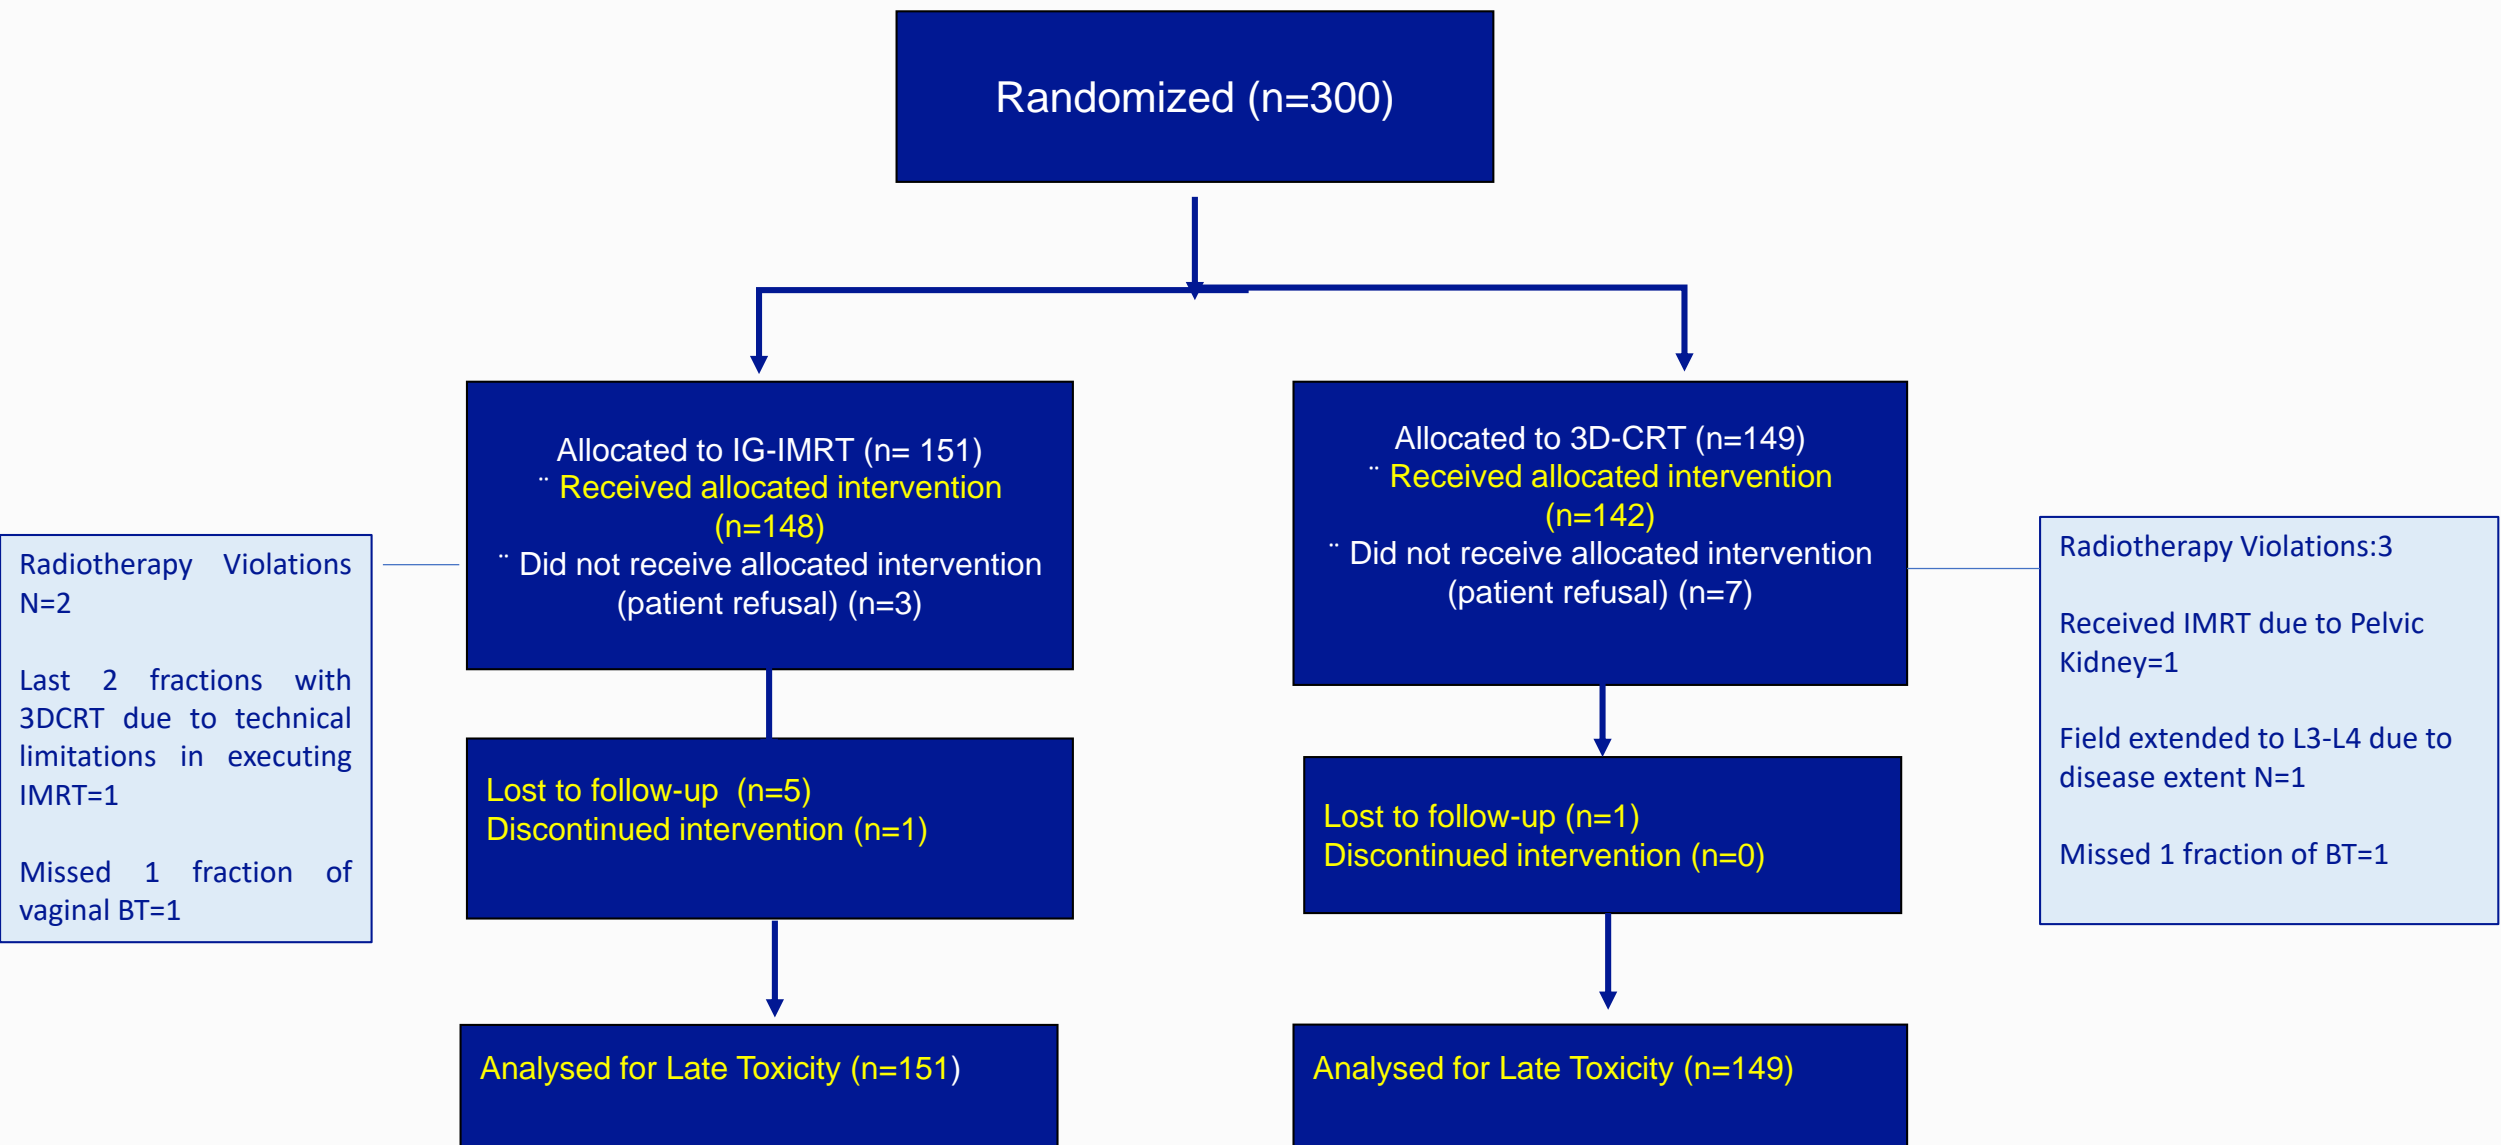 Randomized (n=300)
Allocated to IG-IMRT (n= 151)
¨ Received allocated intervention
(n=148)
¨ Did not receive allocated intervention
(patient refusal) (n=3)
Allocated to 3D-CRT (n=149)
¨ Received allocated intervention
(n=142)
¨ Did not receive allocated intervention
(patient refusal) (n=7)
Radiotherapy Violations
N=2
Last 2 fractions with
3DCRT due to technical
limitations in executing
IMRT=1
Missed 1 fraction of
vaginal BT=1
Radiotherapy Violations:3
Received IMRT due to Pelvic
Kidney=1
Field extended to L3-L4 due to
disease extent N=1
Missed 1 fraction of BT=1
Lost to follow-up (n=5)
Discontinued intervention (n=1)
Lost to follow-up (n=1)
Discontinued intervention (n=0)
Analysed for Late Toxicity (n=151)
Analysed for Late Toxicity (n=149)